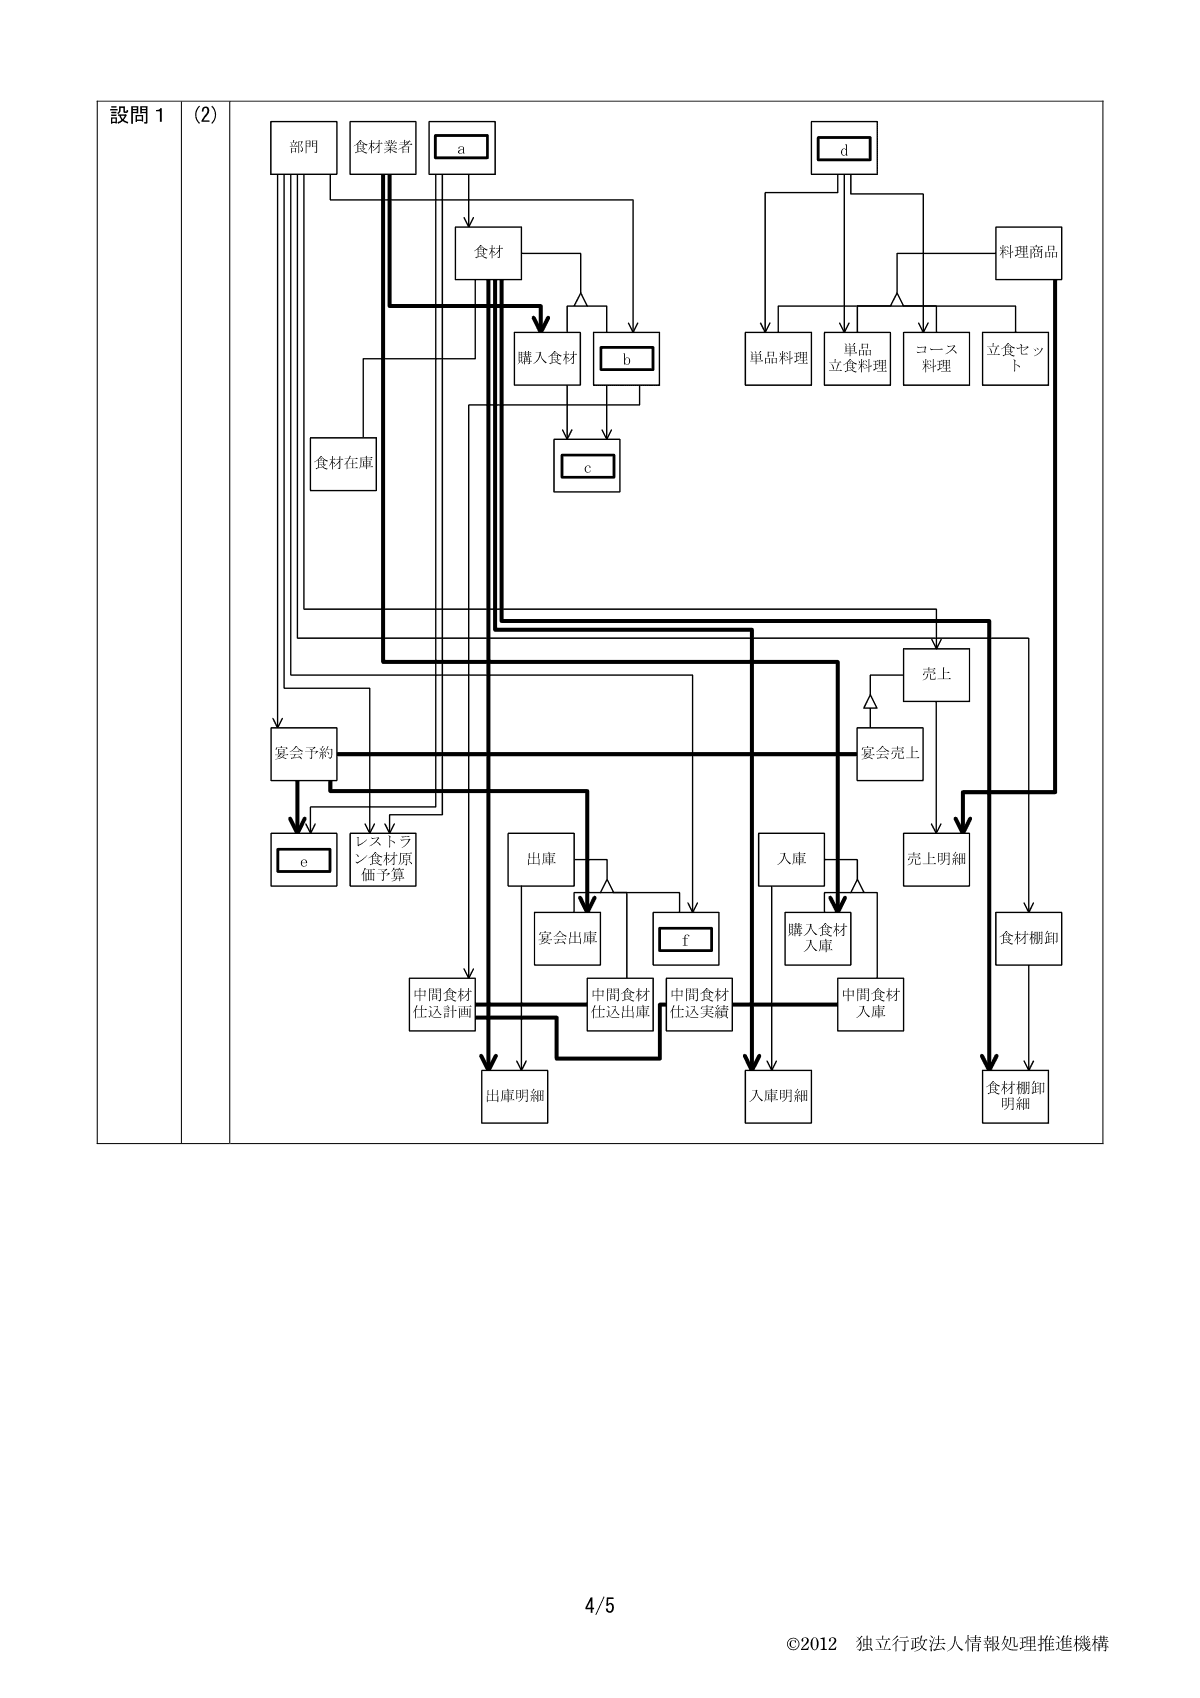 設問１ (2)
部門 食材業者 a d
食材 料理商品
購入食材 b 単品料理 単品
立食料理 コース
料理 立食セッ
ト
食材在庫 c
売上
宴会予約 宴会売上
e レストラ
ン食材原
価予算 出庫 入庫 売上明細
宴会出庫 f 購入食材
入庫 食材棚卸
中間食材
仕込計画 中間食材
仕込出庫 中間食材
仕込実績 中間食材
入庫
出庫明細 入庫明細 食材棚卸
明細
4/5
©2012　独立行政法人情報処理推進機構